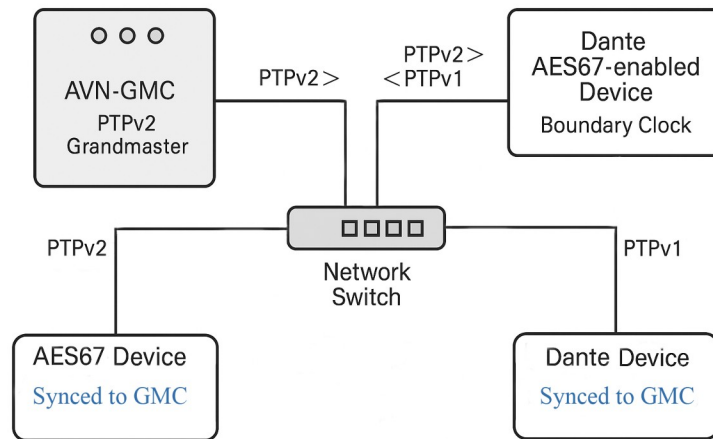 AVN-GMC
PTPv2
Grandmaster
PTPv2 >
PTPv2 >
< PTPv1
Dante
AES67-enabled
Device
Boundary Clock
PTPv2
Network
Switch
PTPv1
AES67 Device
Synced to GMC
Dante Device
Synced to GMC